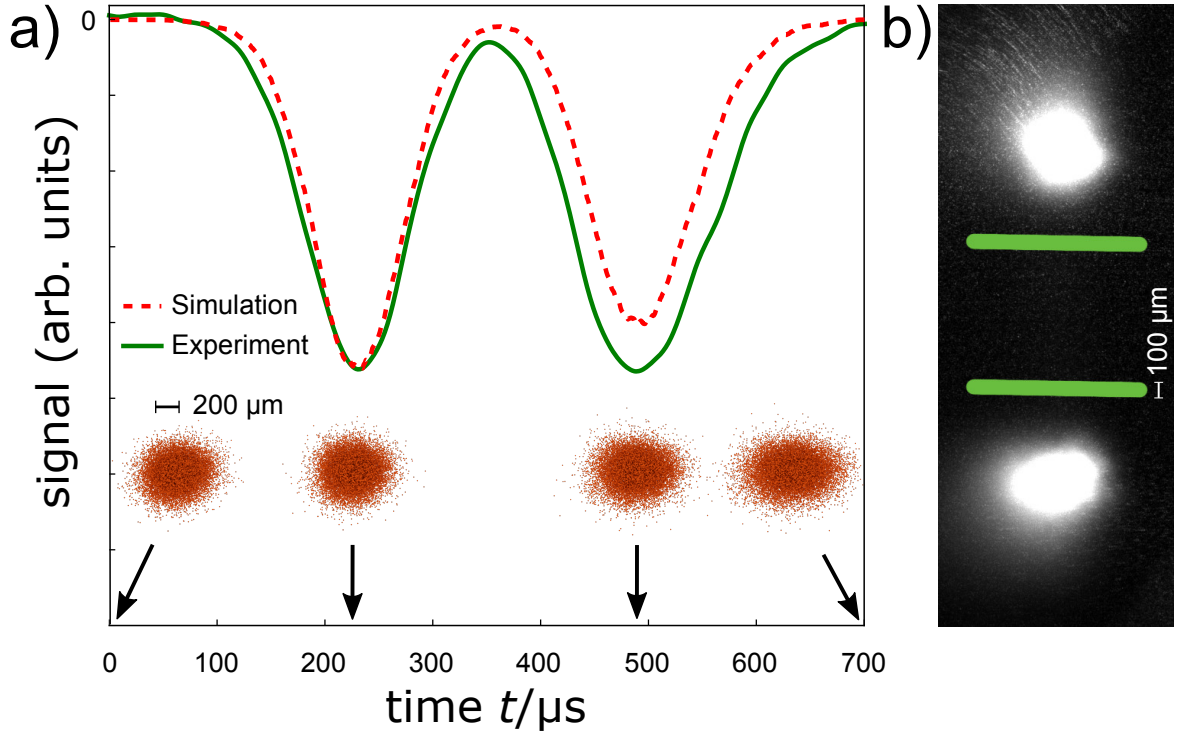 a)
0
signal (arb. units)
Simulation
Experiment
200 μm
0 100 200 300 400 500 600 700
time t/μs
b)
100 μm